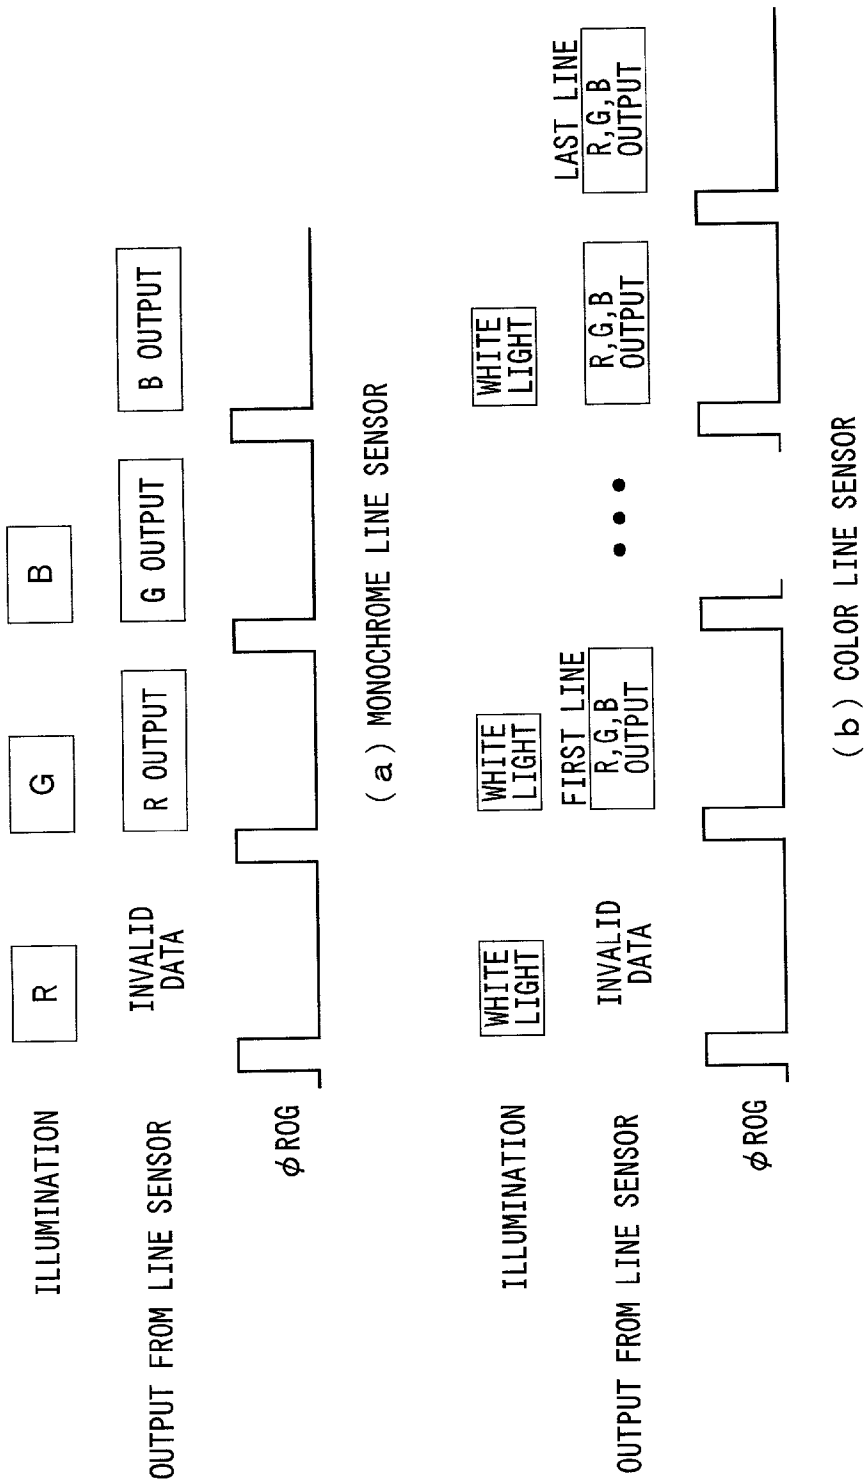 ILLUMINATION
R
G
B
OUTPUT FROM LINE SENSOR
INVALID
DATA
R OUTPUT
G OUTPUT
B OUTPUT
φROG
(a) MONOCHROME LINE SENSOR
ILLUMINATION
WHITE
LIGHT
WHITE
LIGHT
WHITE
LIGHT
OUTPUT FROM LINE SENSOR
INVALID
DATA
FIRST LINE
R,G,B
OUTPUT
R,G,B
OUTPUT
LAST LINE
R,G,B
OUTPUT
φROG
(b) COLOR LINE SENSOR